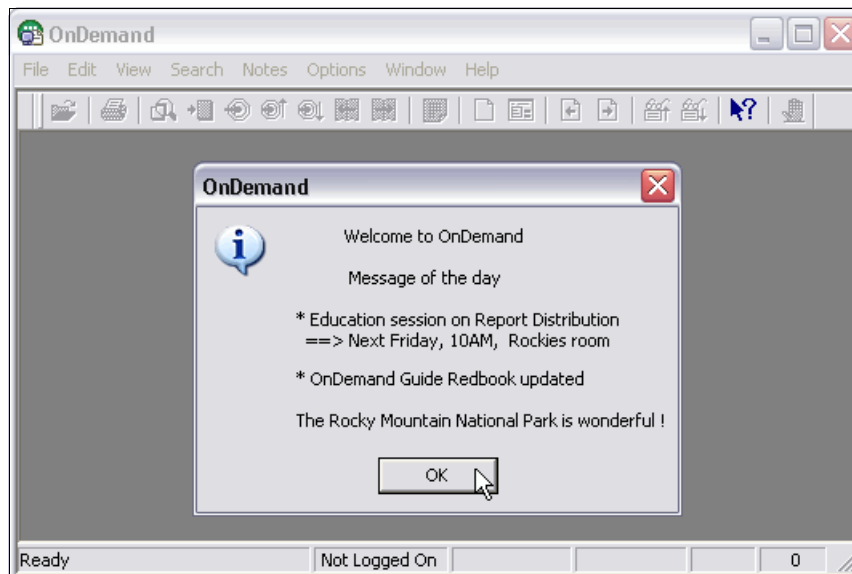 OnDemand
File Edit View Search Notes Options Window Help
OnDemand
Welcome to OnDemand
Message of the day
* Education session on Report Distribution
==> Next Friday, 10AM, Rockies room
* OnDemand Guide Redbook updated
The Rocky Mountain National Park is wonderful !
OK
Ready Not Logged On 0